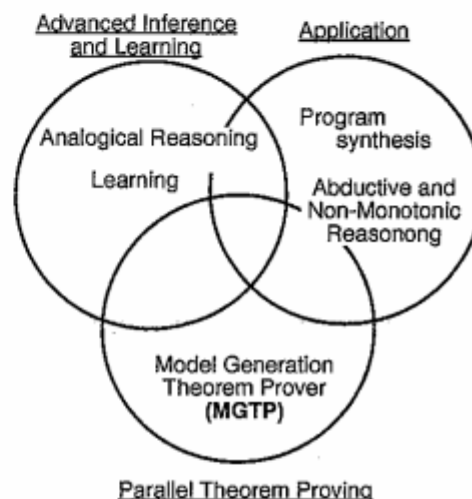 Advanced Inference
and Learning
Application
Analogical Reasoning
Learning
Program
synthesis
Abductive and
Non-Monotonic
Reasonong
Model Generation
Theorem Prover
(MGTP)
Parallel Theorem Proving